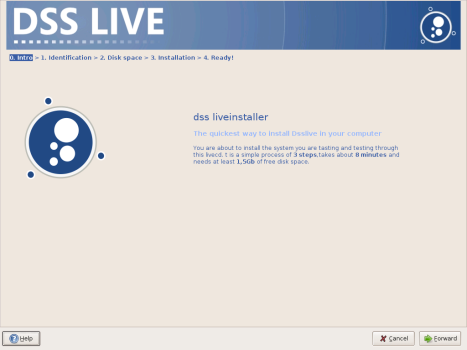 DSS LIVE
0. Intro > 1. Identification > 2. Disk space > 3. Installation > 4. Ready!
dss liveinstaller
The quickest way to install Dsslive in your computer
You are about to install the system you are tasting and testing through
this livecd. t is a simple process of 3 steps,takes about 8 minutes and
needs at least 1,5Gb of free disk space.
Help
Cancel
Forward